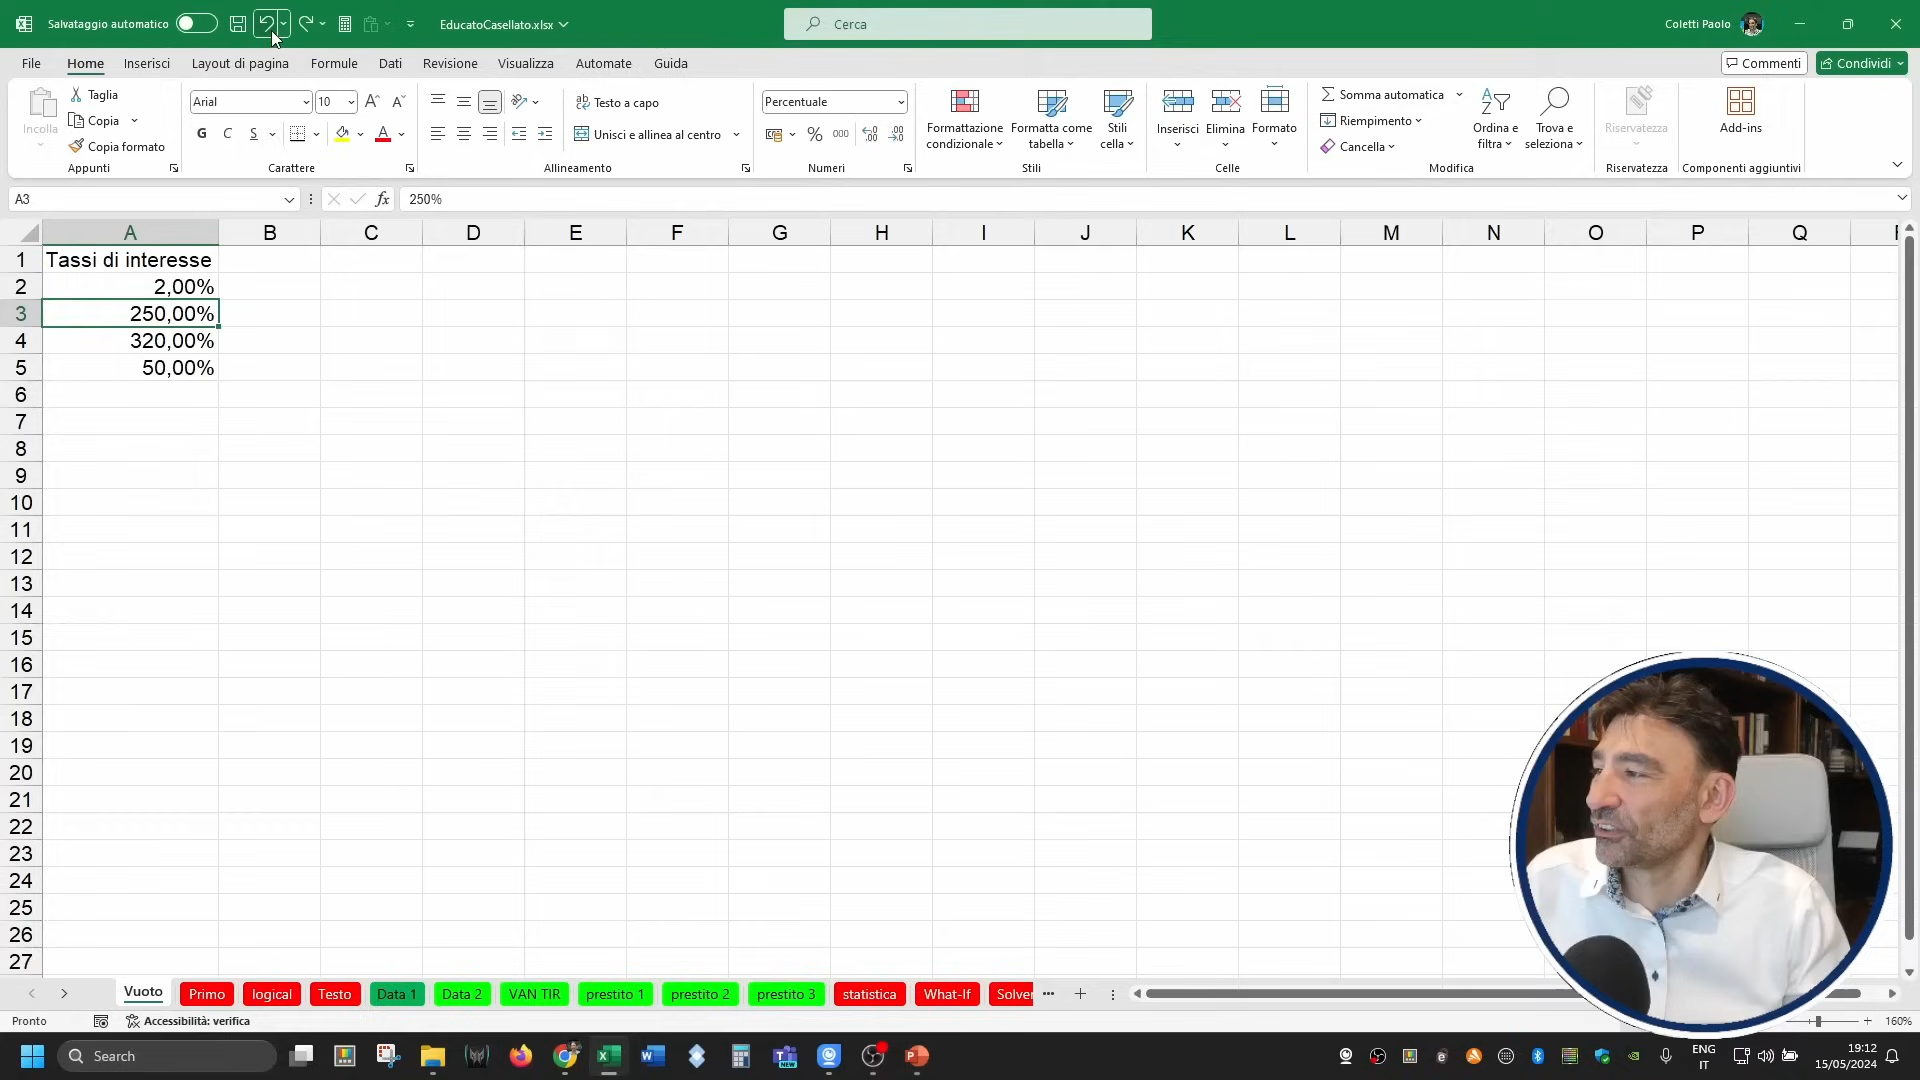 Salvataggio automatico
EducatoCasellato.xlsx
Cerca
Coletti Paolo
File Home Inserisci Layout di pagina Formule Dati Revisione Visualizza Automate Guida
Commenti
Condividi
Incolla
Taglia
Copia
Copia formato
Appunti
Arial
10
G C S
Carattere
Testo a capo
Unisci e allinea al centro
Allineamento
Percentuale
% 000
Numeri
Formattazione condizionale
Formatta come tabella
Stili cella
Stili
Inserisci
Elimina
Formato
Celle
Somma automatica
Riempimento
Cancella
Ordina e filtra
Trova e seleziona
Modifica
Riservatezza
Riservatezza
Add-ins
Componenti aggiuntivi
A3
fx
250%
A B C D E F G H I J K L M N O P Q
1 Tassi di interesse
2 2,00%
3 250,00%
4 320,00%
5 50,00%
6
7
8
9
10
11
12
13
14
15
16
17
18
19
20
21
22
23
24
25
26
27
Vuoto Primo logical Testo Data 1 Data 2 VAN TIR prestito 1 prestito 2 prestito 3 statistica What-If Solver
Pronto
Accessibilità: verifica
160%
Search
ENG
IT
19:12
15/05/2024